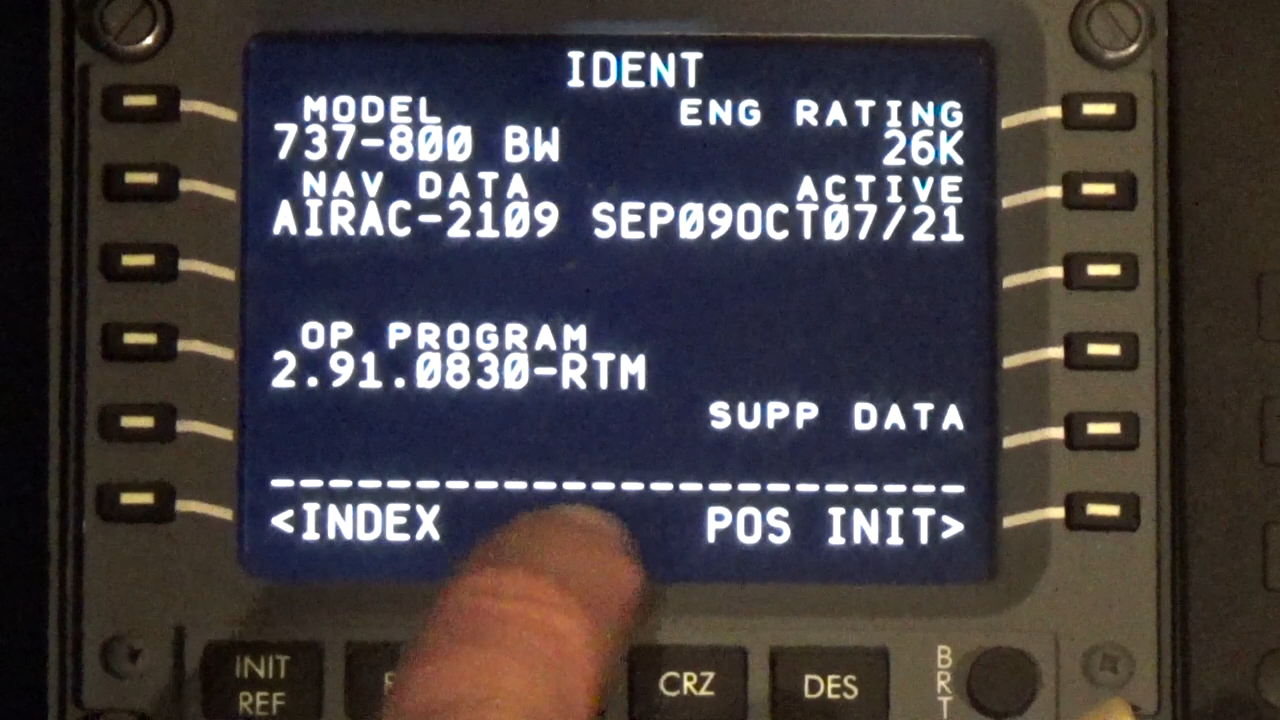 IDENT
MODEL ENG RATING
737-800 BW 26K
NAV DATA ACTIVE
AIRAC-2109 SEP09OCT07/21
OP PROGRAM
2.91.0830-RTM
SUPP DATA
------------------------
<INDEX POS INIT>
INIT REF
CRZ
DES
BRT